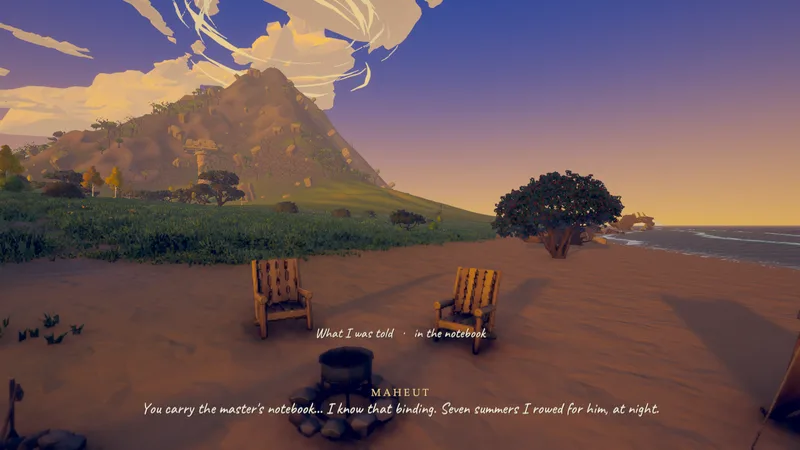 What I was told · in the notebook
MAHEUT
You carry the master's notebook... I know that binding. Seven summers I rowed for him, at night.